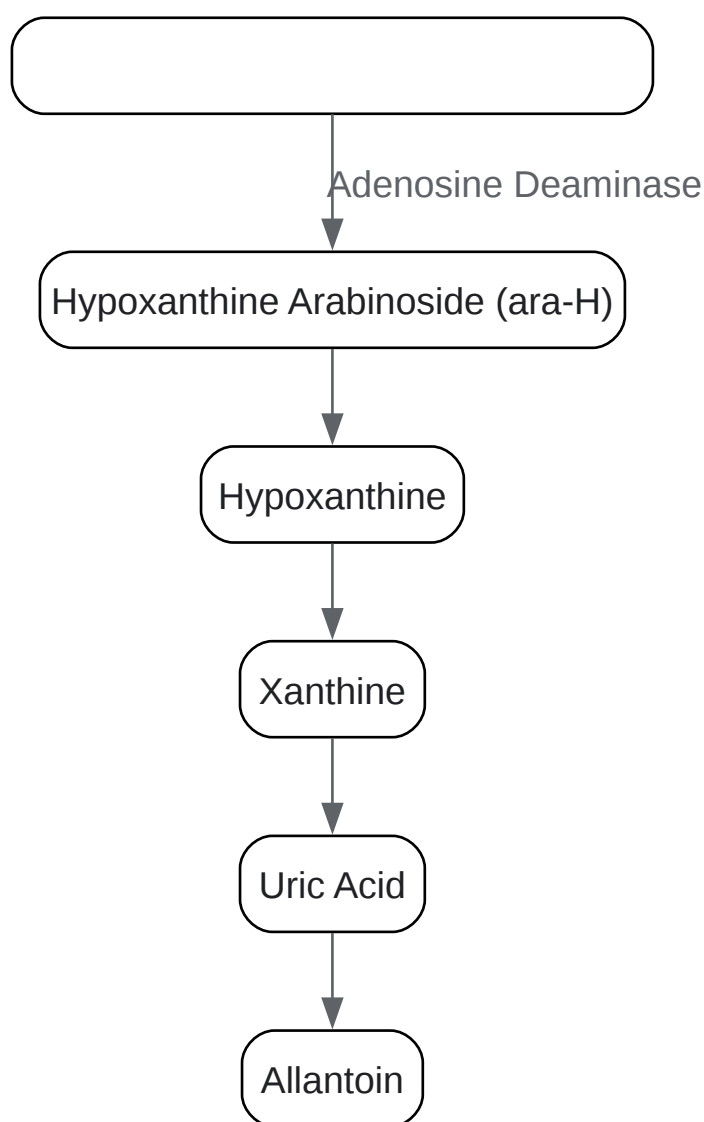 Adenosine Deaminase
Hypoxanthine Arabinoside (ara-H)
Hypoxanthine
Xanthine
Uric Acid
Allantoin